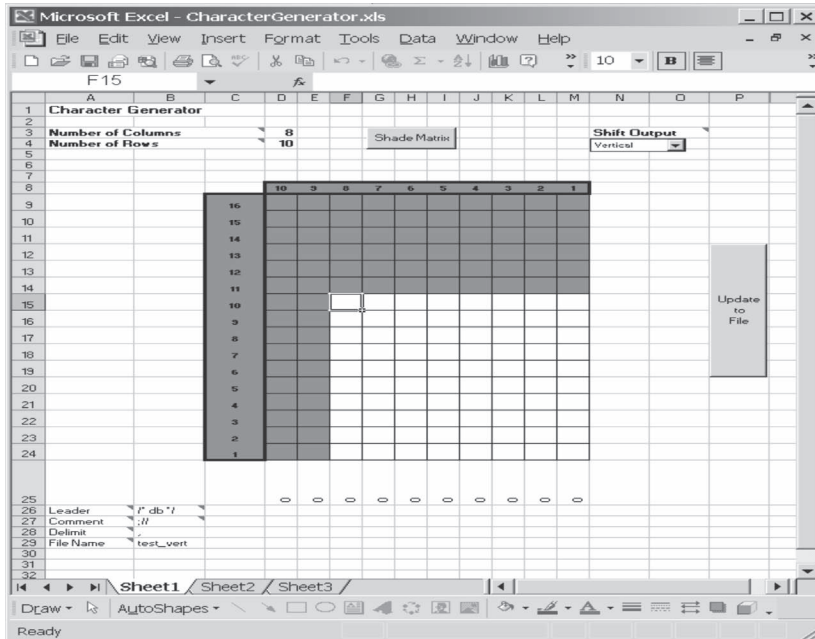 Microsoft Excel - CharacterGenerator.xls
File Edit View Insert Format Tools Data Window Help
10 B
F15 fx
A B C D E F G H I J K L M N O P
1 Character Generator
2
3 Number of Columns 8 Shade Matrix Shift Output
4 Number of Rows 10 Vertical
5
6
7
8 10 9 8 7 6 5 4 3 2 1
9 16
10 15
11 14
12 13
13 12
14 11
15 10 Update
to
16 9 File
17 8
18 7
19 6
20 5
21 4
22 3
23 2
24 1
25 0 0 0 0 0 0 0 0 0 0
26 Leader /* db */
27 Comment ;//
28 Delimit ,
29 File Name test_vert
30
31
32
Sheet1 Sheet2 Sheet3
Draw AutoShapes
Ready